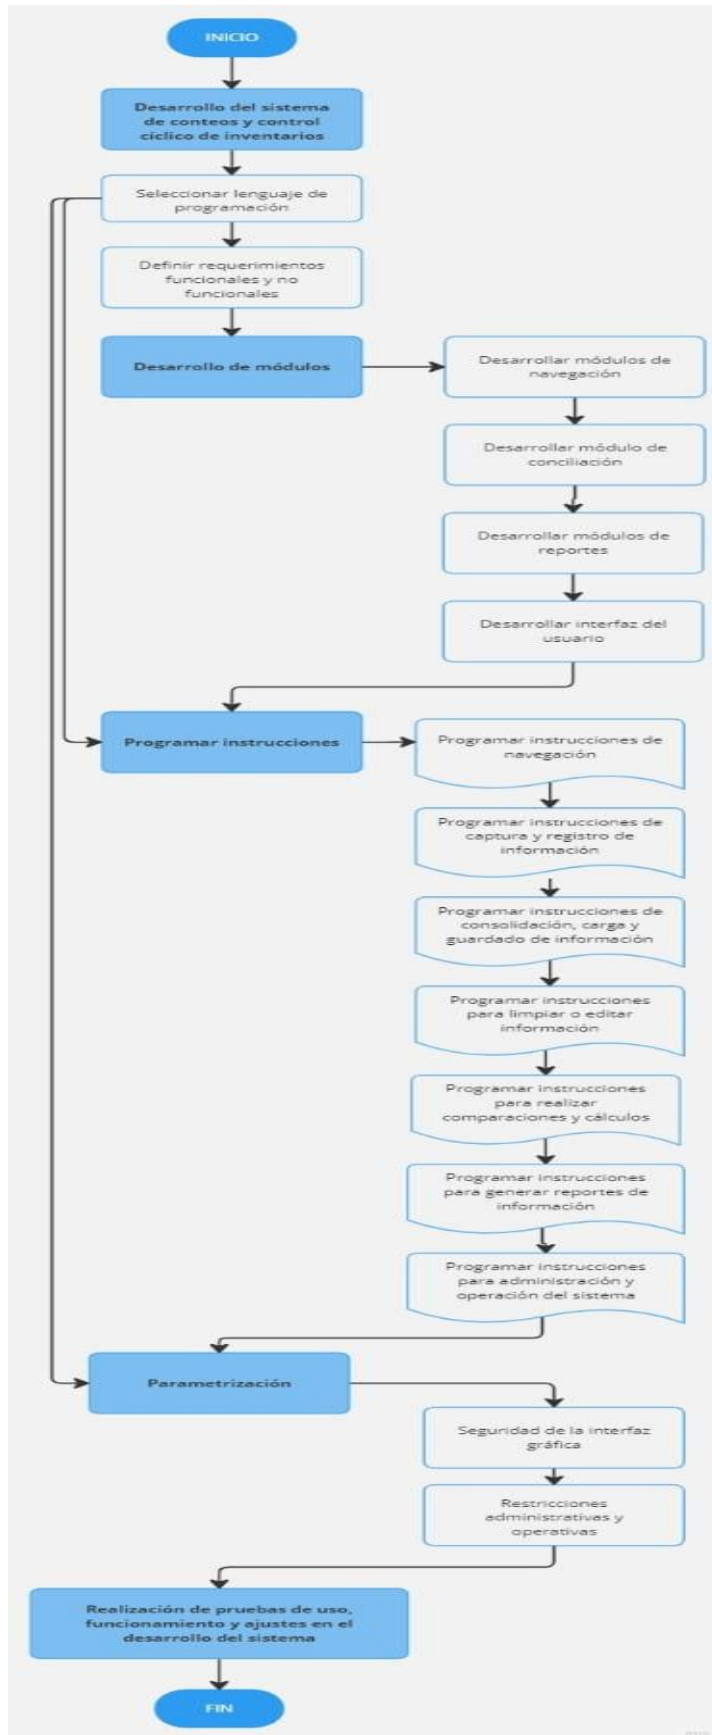 INICIO
Desarrollo del sistema
de conteos y control
cíclico de inventarios
Seleccionar lenguaje de
programación
Definir requerimientos
funcionales y no
funcionales
Desarrollo de módulos
Desarrollar módulos de
navegación
Desarrollar módulo de
conciliación
Desarrollar módulos de
reportes
Desarrollar interfaz del
usuario
Programar instrucciones
Programar instrucciones de
navegación
Programar instrucciones de
captura y registro de
información
Programar instrucciones de
consolidación, carga y
guardado de información
Programar instrucciones
para limpiar o editar
información
Programar instrucciones
para realizar
comparaciones y cálculos
Programar instrucciones
para generar reportes de
información
Programar instrucciones
para administración y
operación del sistema
Parametrización
Seguridad de la interfaz
gráfica
Restricciones
administrativas y
operativas
Realización de pruebas de uso,
funcionamiento y ajustes en el
desarrollo del sistema
FIN